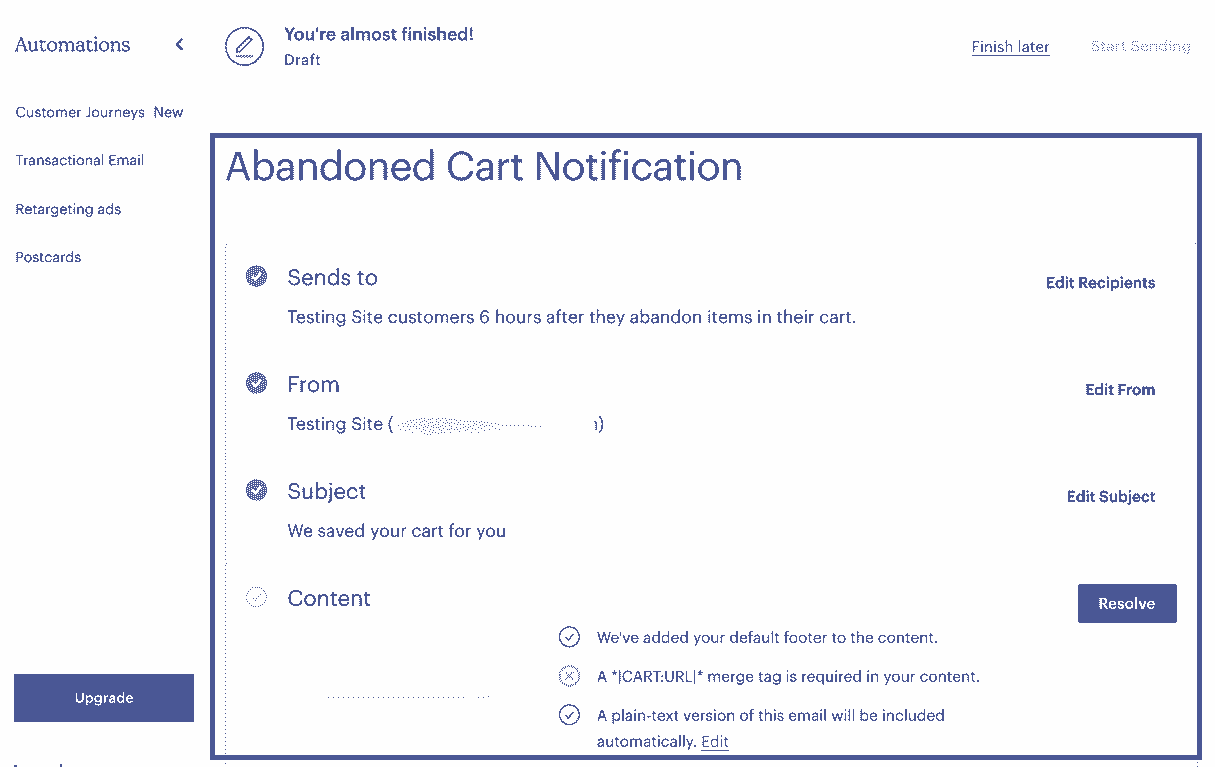 Automations
You're almost finished!
Draft
Finish later
Start Sending
Customer Journeys New
Transactional Email
Retargeting ads
Postcards
Abandoned Cart Notification
Sends to
Edit Recipients
Testing Site customers 6 hours after they abandon items in their cart.
From
Edit From
Testing Site (
)
Subject
Edit Subject
We saved your cart for you
Content
Resolve
We've added your default footer to the content.
A *|CART:URL|* merge tag is required in your content.
A plain-text version of this email will be included
automatically. Edit
Upgrade